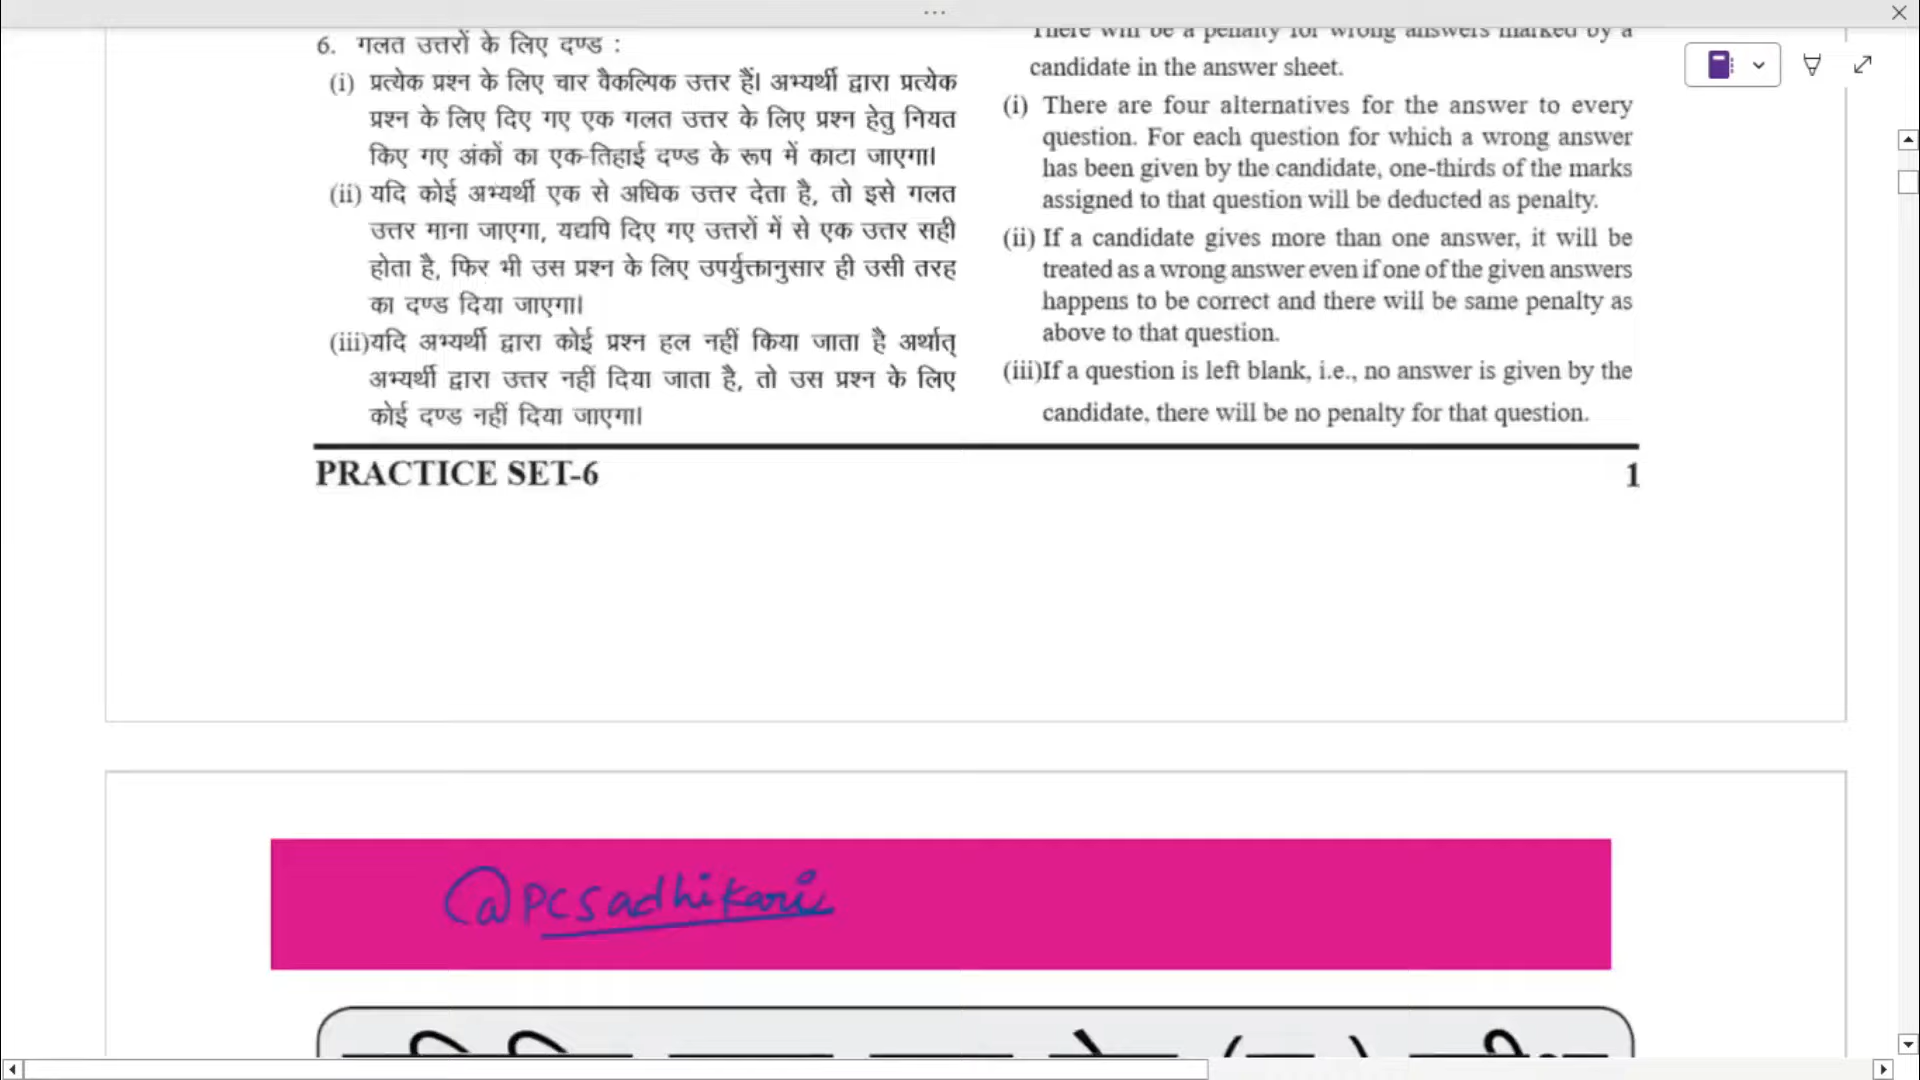 6. गलत उत्तरों के लिए दण्ड :
(i) प्रत्येक प्रश्न के लिए चार वैकल्पिक उत्तर हैं। अभ्यर्थी द्वारा प्रत्येक
प्रश्न के लिए दिए गए एक गलत उत्तर के लिए प्रश्न हेतु नियत
किए गए अंकों का एक-तिहाई दण्ड के रूप में काटा जाएगा।
(ii) यदि कोई अभ्यर्थी एक से अधिक उत्तर देता है, तो इसे गलत
उत्तर माना जाएगा, यद्यपि दिए गए उत्तरों में से एक उत्तर सही
होता है, फिर भी उस प्रश्न के लिए उपर्युक्तानुसार ही उसी तरह
का दण्ड दिया जाएगा।
(iii)यदि अभ्यर्थी द्वारा कोई प्रश्न हल नहीं किया जाता है अर्थात्
अभ्यर्थी द्वारा उत्तर नहीं दिया जाता है, तो उस प्रश्न के लिए
कोई दण्ड नहीं दिया जाएगा।
There will be a penalty for wrong answers marked by a
candidate in the answer sheet.
(i) There are four alternatives for the answer to every
question. For each question for which a wrong answer
has been given by the candidate, one-thirds of the marks
assigned to that question will be deducted as penalty.
(ii) If a candidate gives more than one answer, it will be
treated as a wrong answer even if one of the given answers
happens to be correct and there will be same penalty as
above to that question.
(iii)If a question is left blank, i.e., no answer is given by the
candidate, there will be no penalty for that question.
PRACTICE SET-6 1
@PCSadhikari